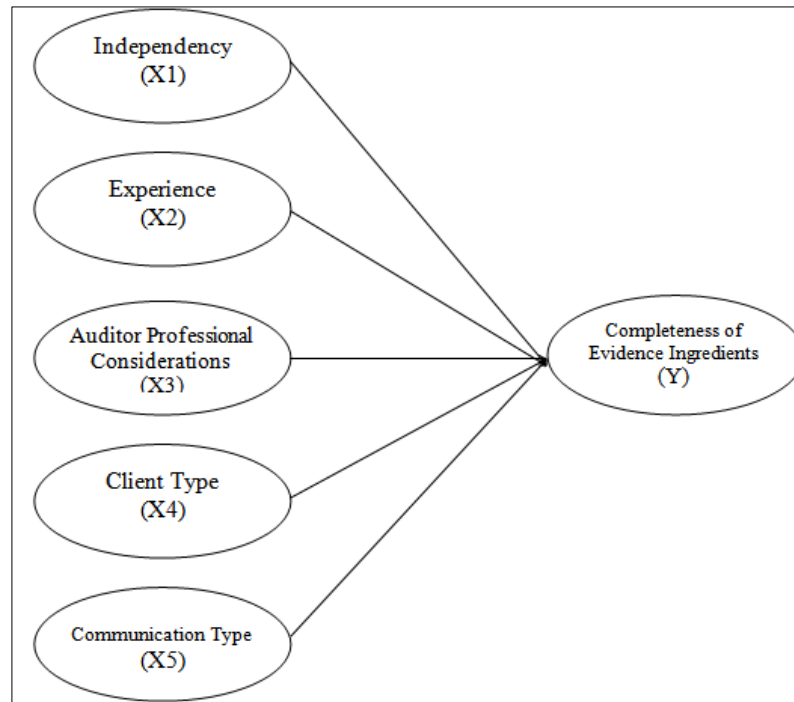 Independency
(X1)
Experience
(X2)
Auditor Professional
Considerations
(X3)
Client Type
(X4)
Communication Type
(X5)
Completeness of
Evidence Ingredients
(Y)